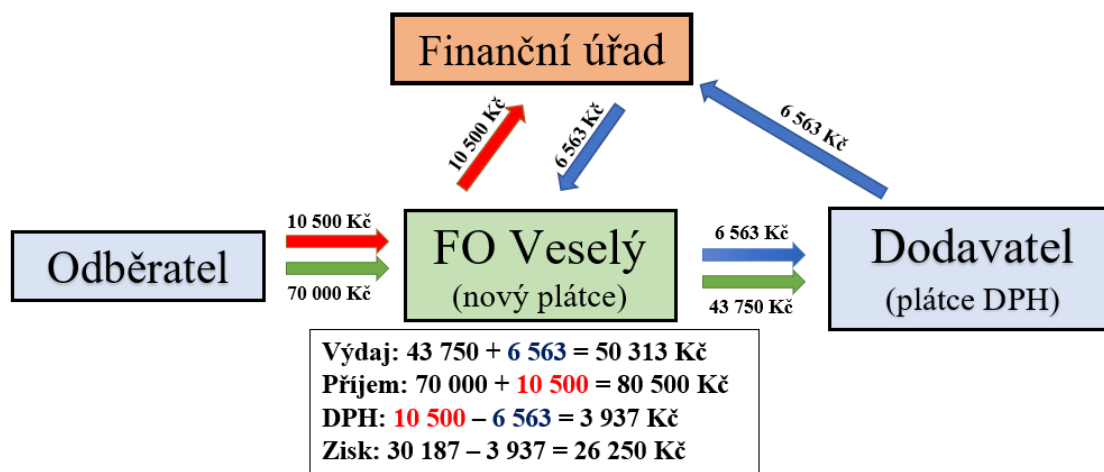 Finanční úřad
10 500 Kč
6 563 Kč
6 563 Kč
Odběratel
10 500 Kč
70 000 Kč
FO Veselý
(nový plátce)
6 563 Kč
43 750 Kč
Dodavatel
(plátce DPH)
Výdaj: 43 750 + 6 563 = 50 313 Kč
Příjem: 70 000 + 10 500 = 80 500 Kč
DPH: 10 500 – 6 563 = 3 937 Kč
Zisk: 30 187 – 3 937 = 26 250 Kč